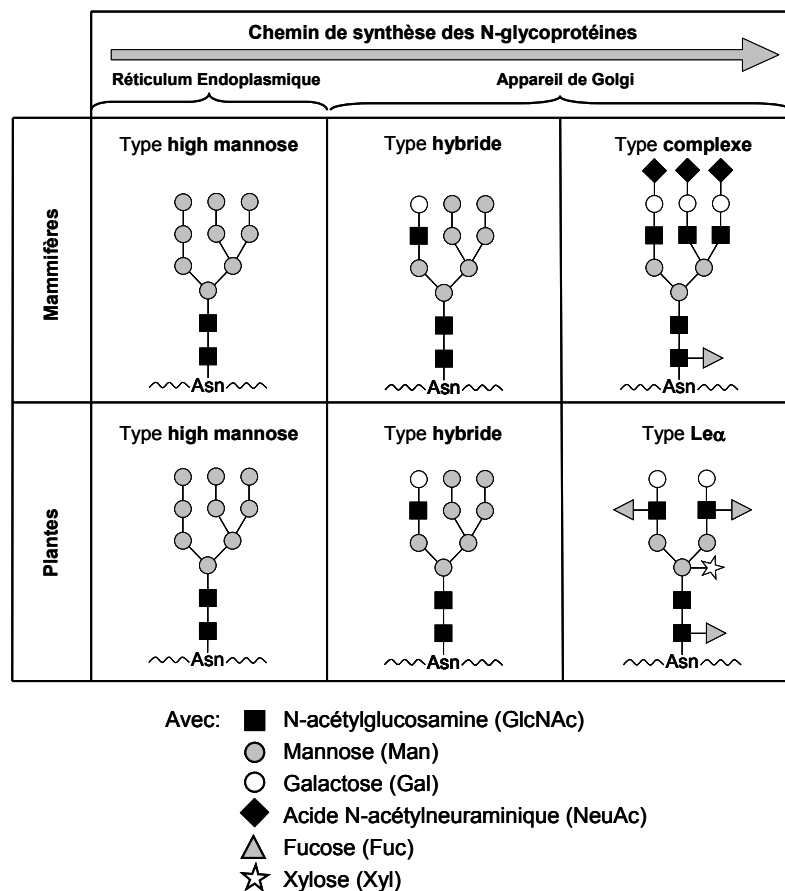 Chemin de synthèse des N-glycoprotéines
Réticulum Endoplasmique
Appareil de Golgi
Mammifères
Type high mannose
Type hybride
Type complexe
Asn
Asn
Asn
Plantes
Type high mannose
Type hybride
Type Leα
Asn
Asn
Asn
Avec:
N-acétylglucosamine (GlcNAc)
Mannose (Man)
Galactose (Gal)
Acide N-acétylneuraminique (NeuAc)
Fucose (Fuc)
Xylose (Xyl)